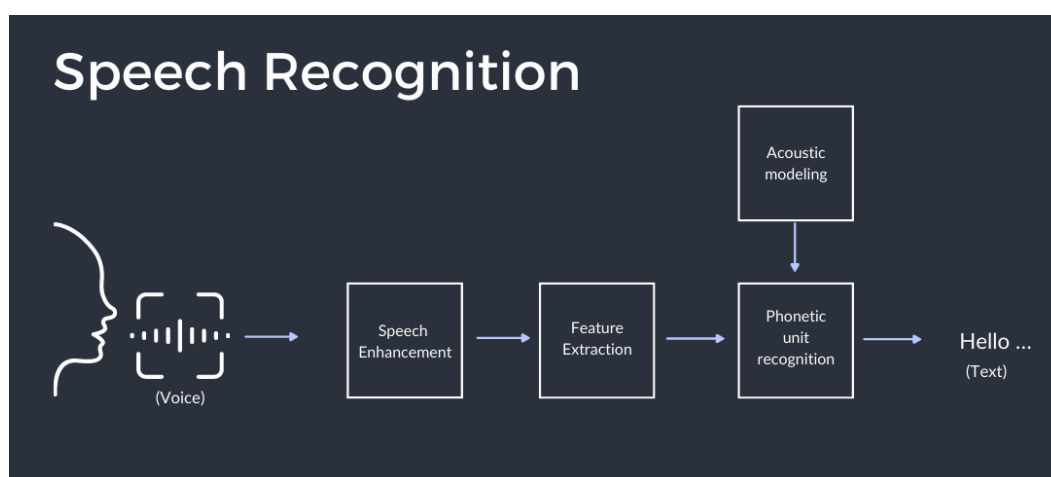 Speech Recognition
Acoustic
modeling
(Voice)
Speech
Enhancement
Feature
Extraction
Phonetic
unit
recognition
Hello ...
(Text)